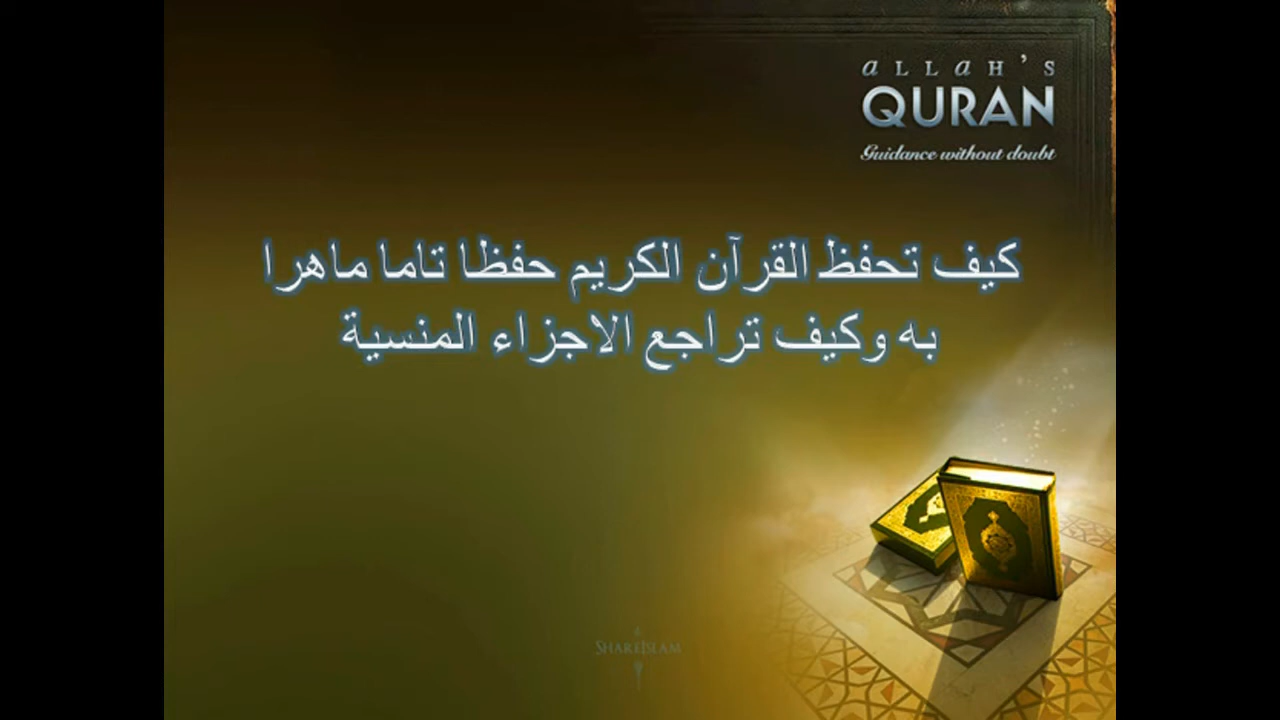 ALLAH'S
QURAN
Guidance without doubt
كيف تحفظ القرآن الكريم حفظا تاما ماهرا
به وكيف تراجع الاجزاء المنسية
SHAREISLAM